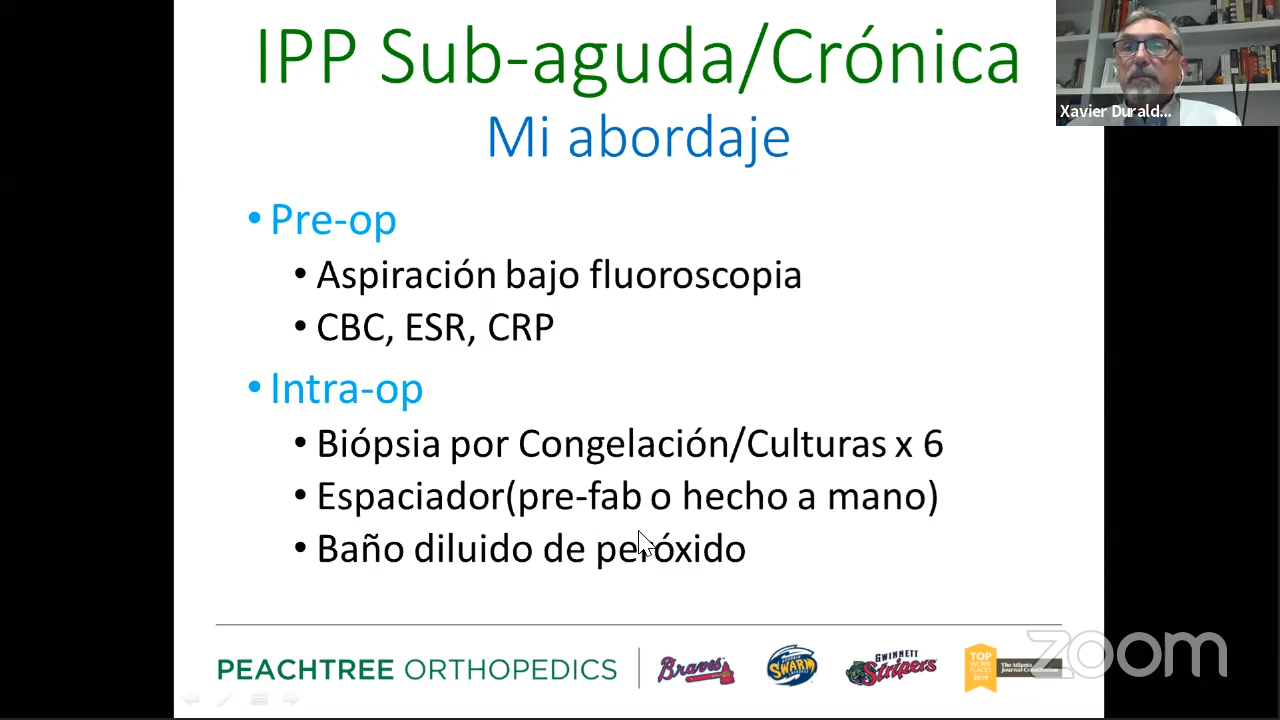 IPP Sub-aguda/Crónica
Mi abordaje
Xavier Durald...
• Pre-op
• Aspiración bajo fluoroscopia
• CBC, ESR, CRP
• Intra-op
• Biópsia por Congelación/Culturas x 6
• Espaciador(pre-fab o hecho a mano)
• Baño diluido de peróxido
PEACHTREE ORTHOPEDICS
Braves
SWARM
GWINNETT
Stripers
TOP
WORK
PLACES
2019
The Atlanta
Journal-Constitution
zoom